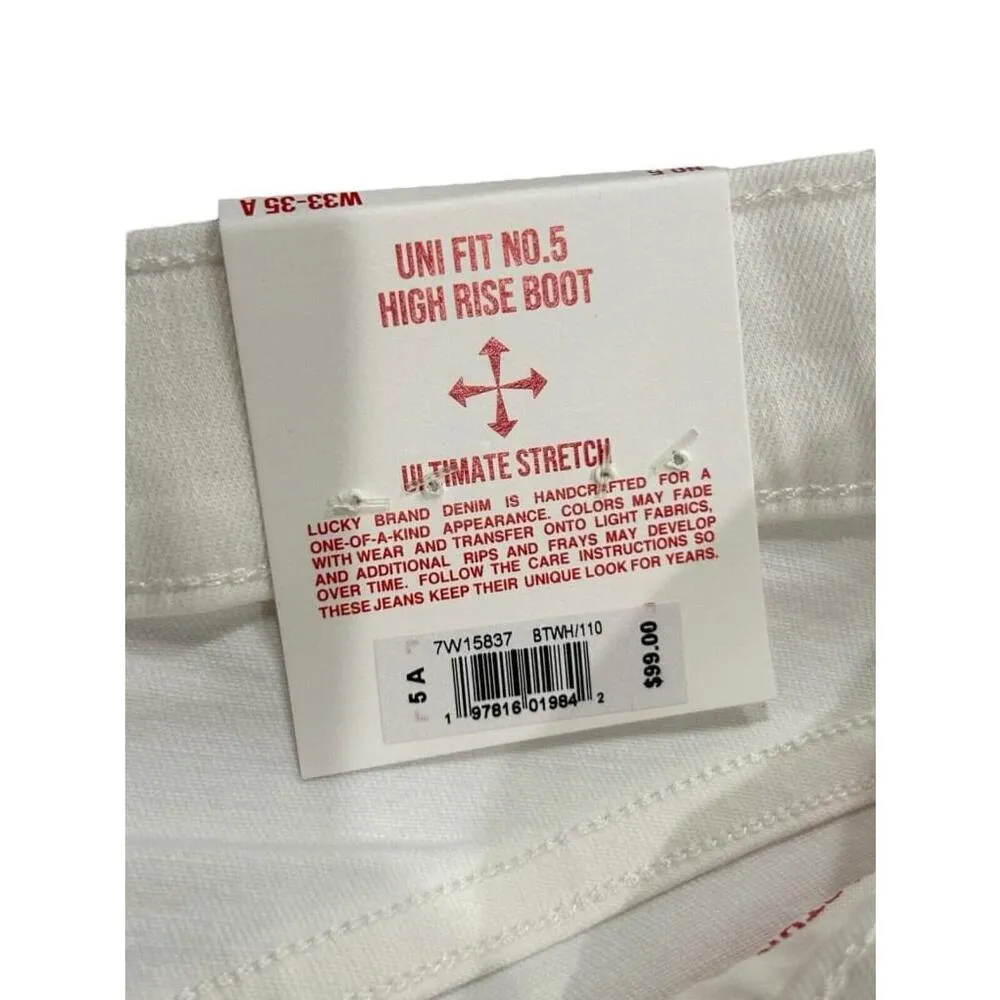 W33-35 A
NO. 5
UNI FIT NO.5
HIGH RISE BOOT
ULTIMATE STRETCH
LUCKY BRAND DENIM IS HANDCRAFTED FOR A
ONE-OF-A-KIND APPEARANCE. COLORS MAY FADE
WITH WEAR AND TRANSFER ONTO LIGHT FABRICS,
AND ADDITIONAL RIPS AND FRAYS MAY DEVELOP
OVER TIME. FOLLOW THE CARE INSTRUCTIONS SO
THESE JEANS KEEP THEIR UNIQUE LOOK FOR YEARS.
7W15837 BTWH/110
5 A
$99.00
1 97816 01984 2